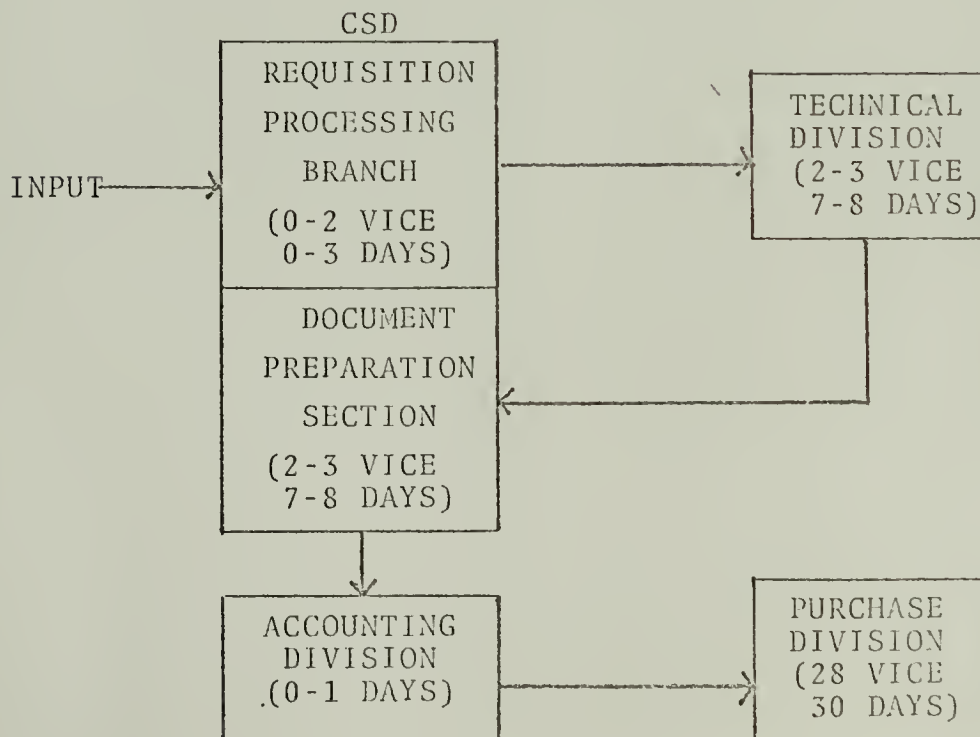 CSD
REQUISITION
PROCESSING
BRANCH
(0-2 VICE
0-3 DAYS)
INPUT
TECHNICAL
DIVISION
(2-3 VICE
7-8 DAYS)
DOCUMENT
PREPARATION
SECTION
(2-3 VICE
7-8 DAYS)
ACCOUNTING
DIVISION
(0-1 DAYS)
PURCHASE
DIVISION
(28 VICE
30 DAYS)